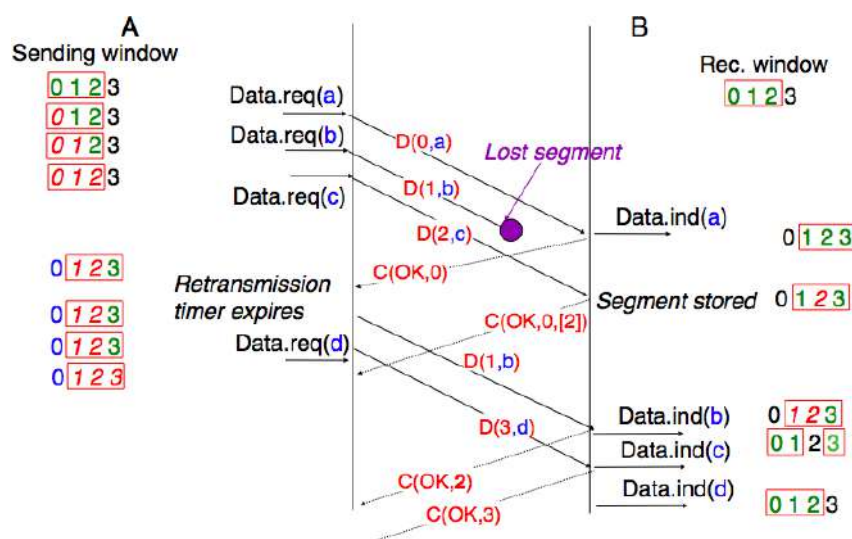 A
B
Sending window
Rec. window
0 1 2 3
0 1 2 3
0 1 2 3
0 1 2 3
0 1 2 3
Data.req(a)
Data.req(b)
Data.req(c)
D(0,a)
Lost segment
D(1,b)
D(2,c)
Data.ind(a)
0 1 2 3
0 1 2 3
C(OK,0)
Retransmission
timer expires
Segment stored
0 1 2 3
0 1 2 3
C(OK,0,[2])
Data.req(d)
0 1 2 3
0 1 2 3
D(1,b)
D(3,d)
Data.ind(b)
0 1 2 3
Data.ind(c)
0 1 2 3
C(OK,2)
Data.ind(d)
0 1 2 3
C(OK,3)